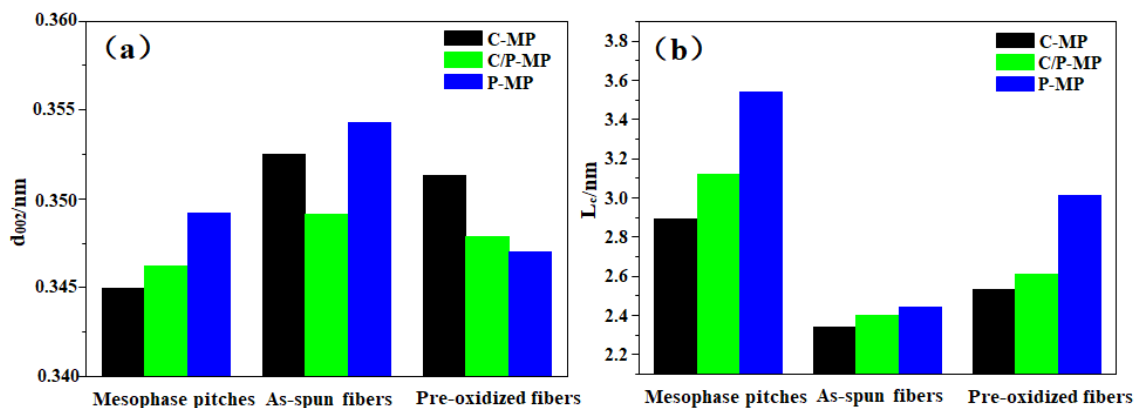 (a)
C-MP
C/P-MP
P-MP
0.360
0.355
0.350
0.345
0.340
d002/nm
Mesophase pitches As-spun fibers Pre-oxidized fibers
(b)
C-MP
C/P-MP
P-MP
3.8
3.6
3.4
3.2
3.0
2.8
2.6
2.4
2.2
Lc/nm
Mesophase pitches As-spun fibers Pre-oxidized fibers